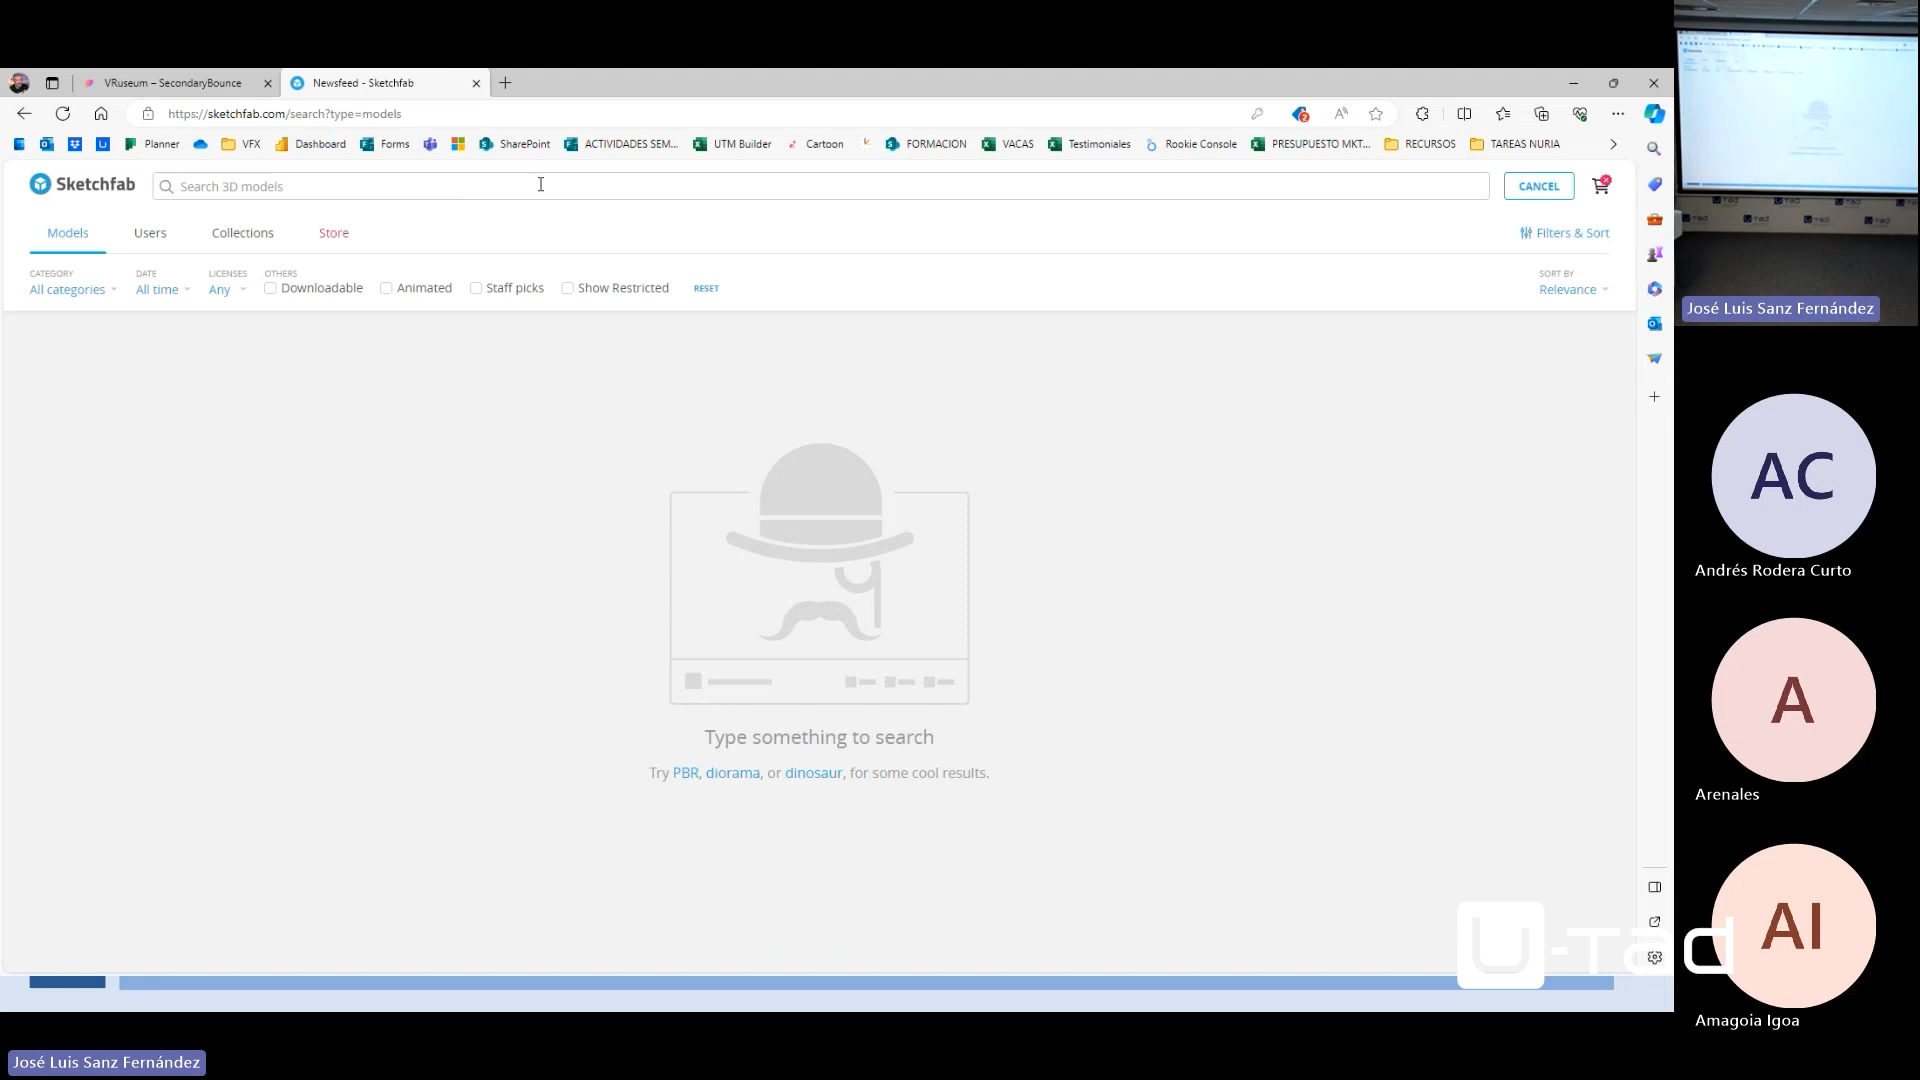 VRuseum – SecondaryBounce
Newsfeed - Sketchfab
https://sketchfab.com/search?type=models
2
Planner
VFX
Dashboard
Forms
SharePoint
ACTIVIDADES SEM...
UTM Builder
Cartoon
FORMACION
VACAS
Testimoniales
Rookie Console
PRESUPUESTO MKT...
RECURSOS
TAREAS NURIA
Sketchfab
Search 3D models
CANCEL
Models
Users
Collections
Store
Filters & Sort
CATEGORY
All categories
DATE
All time
LICENSES
Any
OTHERS
Downloadable
Animated
Staff picks
Show Restricted
RESET
SORT BY
Relevance
Type something to search
Try PBR, diorama, or dinosaur, for some cool results.
U-Tad
José Luis Sanz Fernández
AC
Andrés Rodera Curto
A
Arenales
AI
Amagoia Igoa
José Luis Sanz Fernández